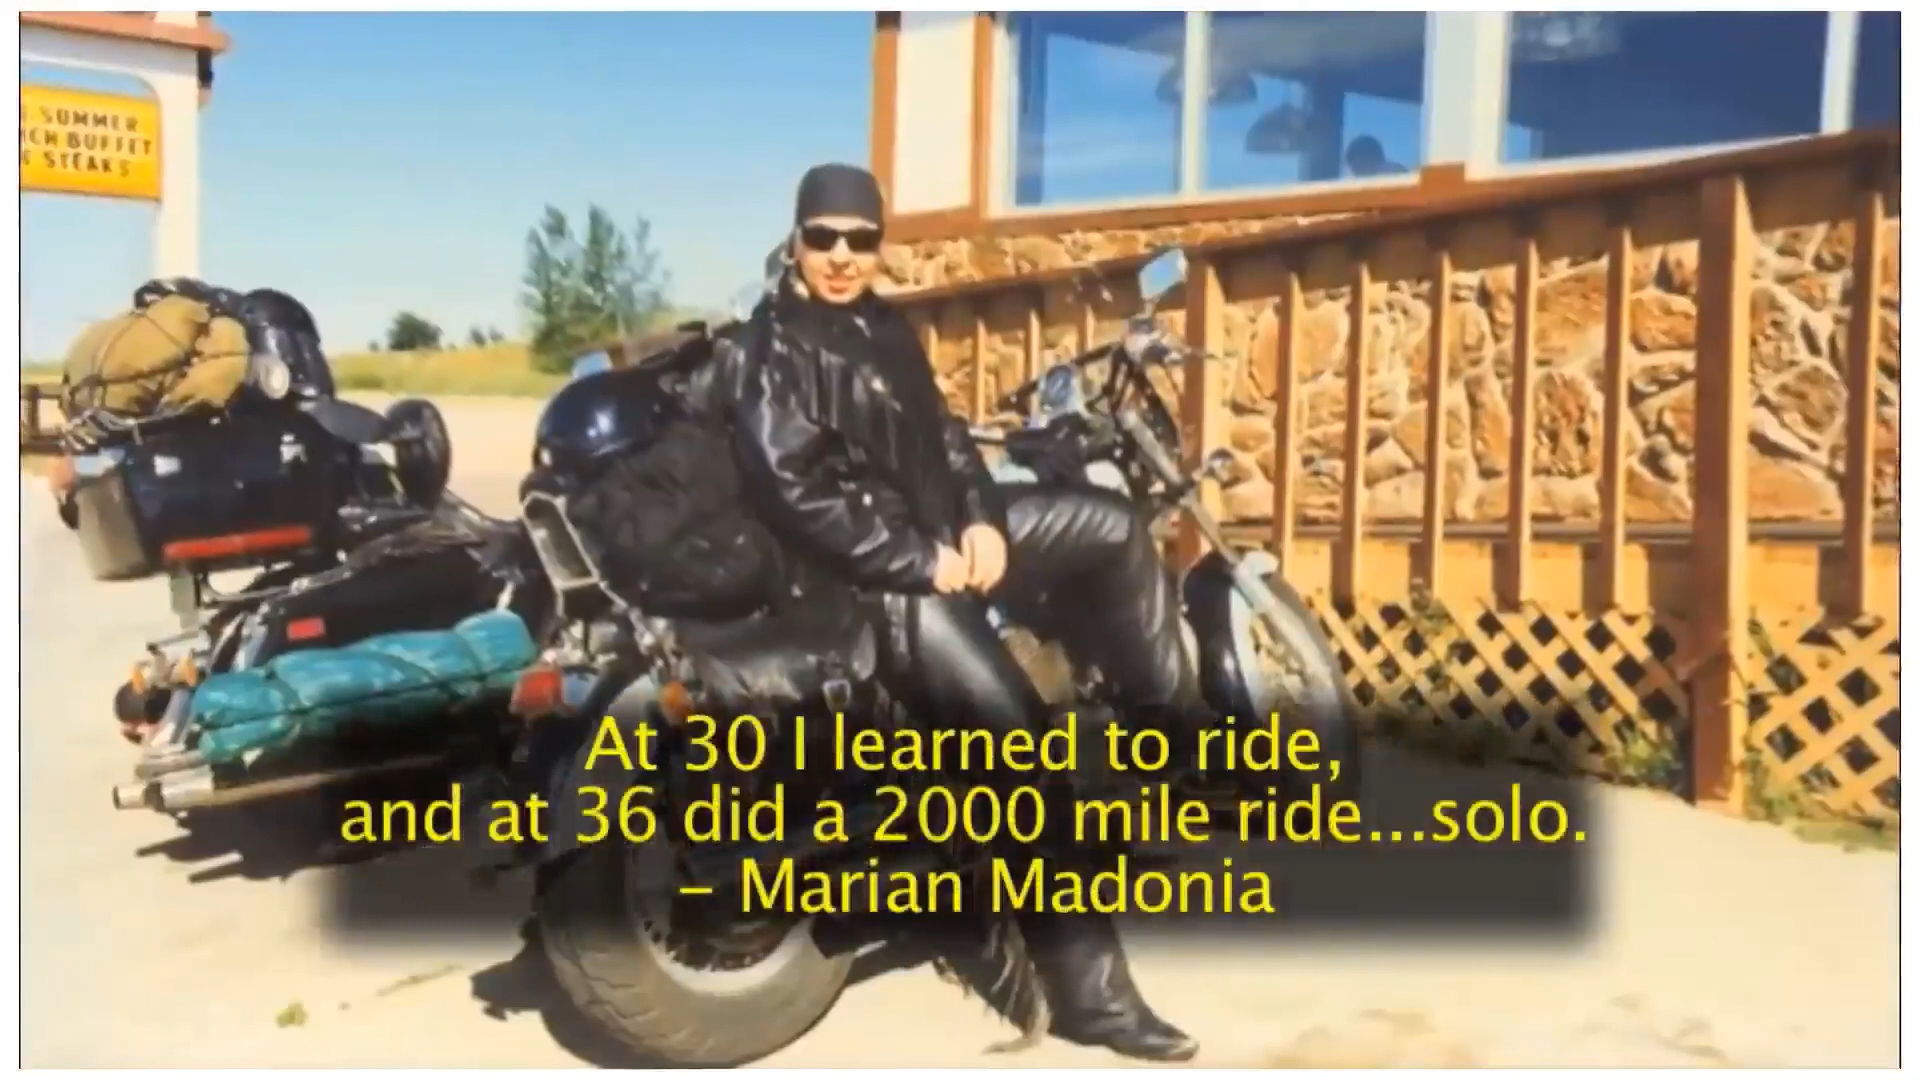 SUMMER
BUFFET
STEAKS
At 30 I learned to ride,
and at 36 did a 2000 mile ride...solo.
– Marian Madonia